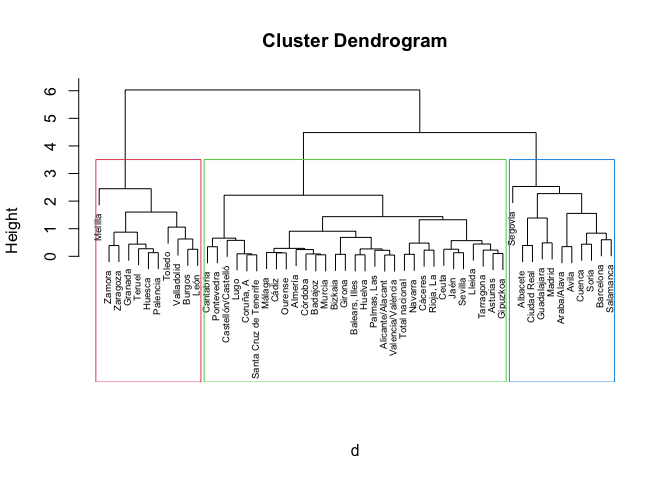 Cluster Dendrogram
Height
6
5
4
3
2
1
0
Melilla
Zamora
Zaragoza
Granada
Teruel
Huesca
Palencia
Toledo
Valladolid
Burgos
León
Cantabria
Pontevedra
Castellón/Castelló
Lugo
Coruña, A
Santa Cruz de Tenerife
Málaga
Cádiz
Ourense
Almería
Córdoba
Badajoz
Murcia
Bizkaia
Girona
Balears, Illes
Huelva
Palmas, Las
Alicante/Alacant
Valencia/València
Total nacional
Navarra
Cáceres
Rioja, La
Ceuta
Jaén
Sevilla
Lleida
Tarragona
Asturias
Gipuzkoa
Segovia
Albacete
Ciudad Real
Guadalajara
Madrid
Araba/Álava
Ávila
Cuenca
Soria
Barcelona
Salamanca
d